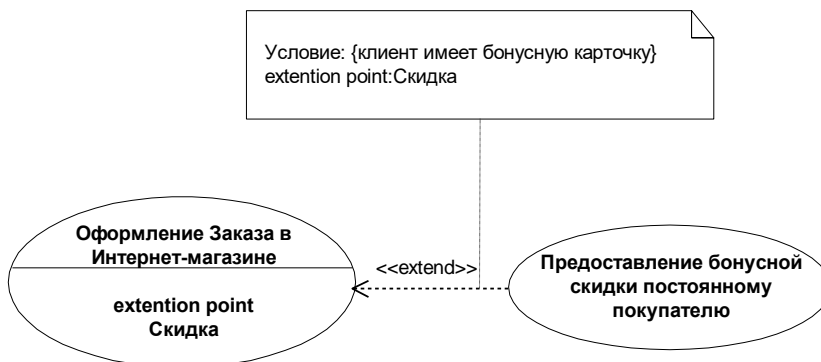 Условие: {клиент имеет бонусную карточку}
extention point:Скидка
Оформление Заказа в
Интернет-магазине
extention point
Скидка
<<extend>>
Предоставление бонусной
скидки постоянному
покупателю